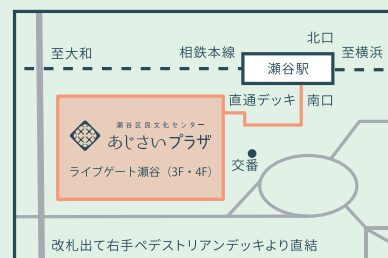 北口
至大和
相鉄本線
至横浜
瀬谷駅
直通デッキ
南口
瀬谷区民文化センター
あじさいプラザ
ライブゲート瀬谷（3F・4F）
交番
改札出て右手ペデストリアンデッキより直結